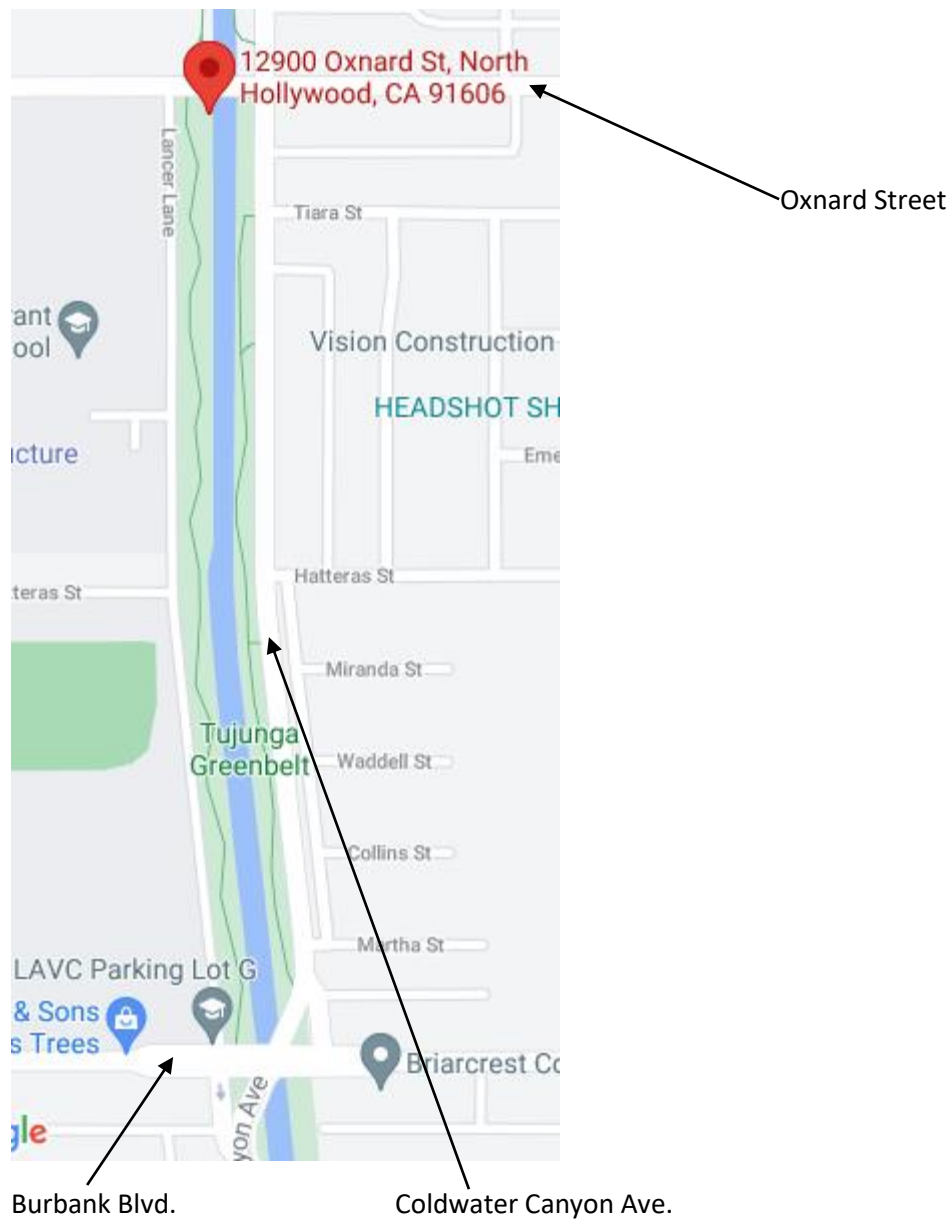 12900 Oxnard St, North
Hollywood, CA 91606
Oxnard Street
Lancer Lane
Tiara St
ant
ool
Vision Construction
HEADSHOT SH
icture
Eme
Hatteras St
teras St
Miranda St
Tujunga
Greenbelt
Waddell St
Collins St
Martha St
LAVC Parking Lot G
& Sons
s Trees
Briarcrest Co
yon Ave
gle
Burbank Blvd.
Coldwater Canyon Ave.